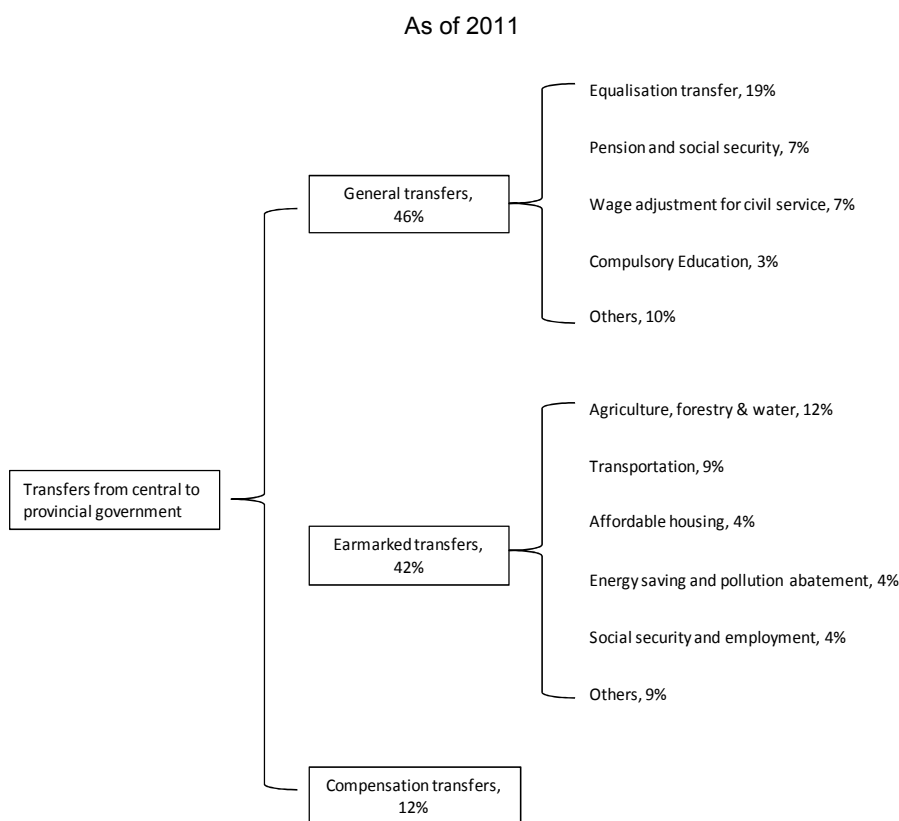 As of 2011
Equalisation transfer, 19%
Pension and social security, 7%
General transfers,
46%
Wage adjustment for civil service, 7%
Compulsory Education, 3%
Others, 10%
Agriculture, forestry & water, 12%
Transportation, 9%
Transfers from central to
provincial government
Affordable housing, 4%
Earmarked transfers,
42%
Energy saving and pollution abatement, 4%
Social security and employment, 4%
Others, 9%
Compensation transfers,
12%